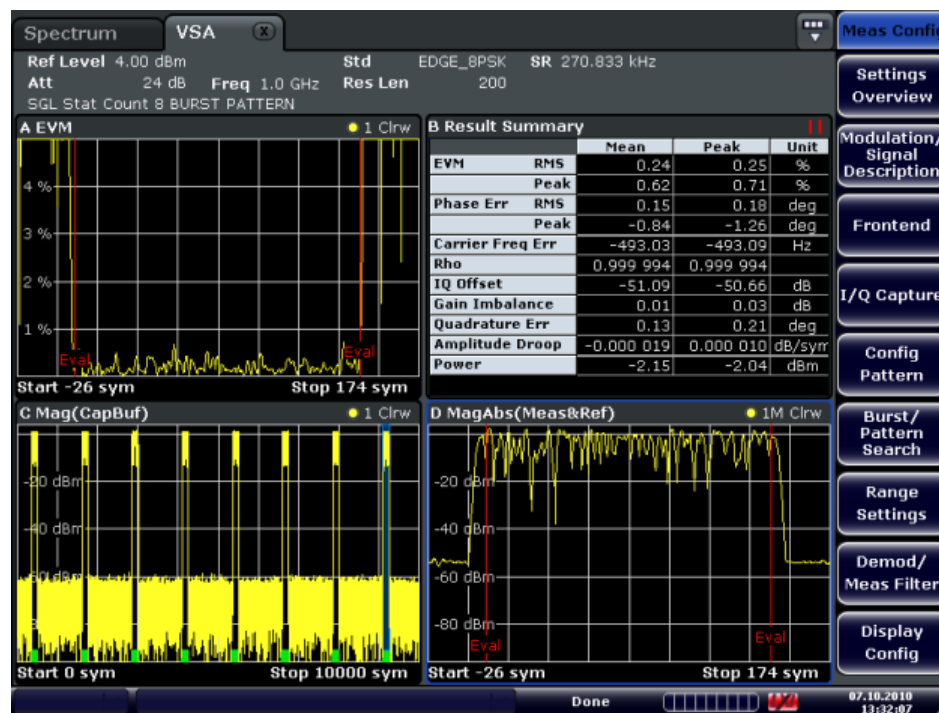 Spectrum VSA X
Ref Level 4.00 dBm Std EDGE_8PSK SR 270.833 kHz
Att 24 dB Freq 1.0 GHz Res Len 200
SGL Stat Count 8 BURST PATTERN
A EVM 1 Clrw
4 %
3 %
2 %
1 %
Eval Eval
Start -26 sym Stop 174 sym
B Result Summary
Mean Peak Unit
EVM RMS 0.24 0.25 %
Peak 0.62 0.71 %
Phase Err RMS 0.15 0.18 deg
Peak -0.84 -1.26 deg
Carrier Freq Err -493.03 -493.09 Hz
Rho 0.999 994 0.999 994
IQ Offset -51.09 -50.66 dB
Gain Imbalance 0.01 0.03 dB
Quadrature Err 0.13 0.21 deg
Amplitude Droop -0.000 019 0.000 010 dB/sym
Power -2.15 -2.04 dBm
C Mag(CapBuf) 1 Clrw
-20 dBm
-40 dBm
Start 0 sym Stop 10000 sym
D MagAbs(Meas&Ref) 1M Clrw
-20 dBm
-40 dBm
-60 dBm
-80 dBm
Eval Eval
Start -26 sym Stop 174 sym
Meas Config
Settings
Overview
Modulation/
Signal
Description
Frontend
I/Q Capture
Config
Pattern
Burst/
Pattern
Search
Range
Settings
Demod/
Meas Filter
Display
Config
Done
07.10.2010
13:32:07